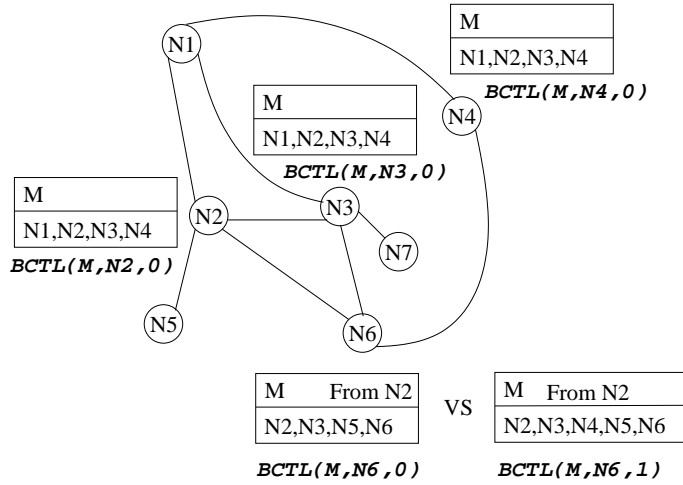 M
N1,N2,N3,N4
BCTL(M,N4,0)
N1
N4
M
N1,N2,N3,N4
BCTL(M,N3,0)
M
N1,N2,N3,N4
BCTL(M,N2,0)
N2
N3
N7
N5
N6
M From N2
N2,N3,N5,N6
BCTL(M,N6,0)
VS
M From N2
N2,N3,N4,N5,N6
BCTL(M,N6,1)